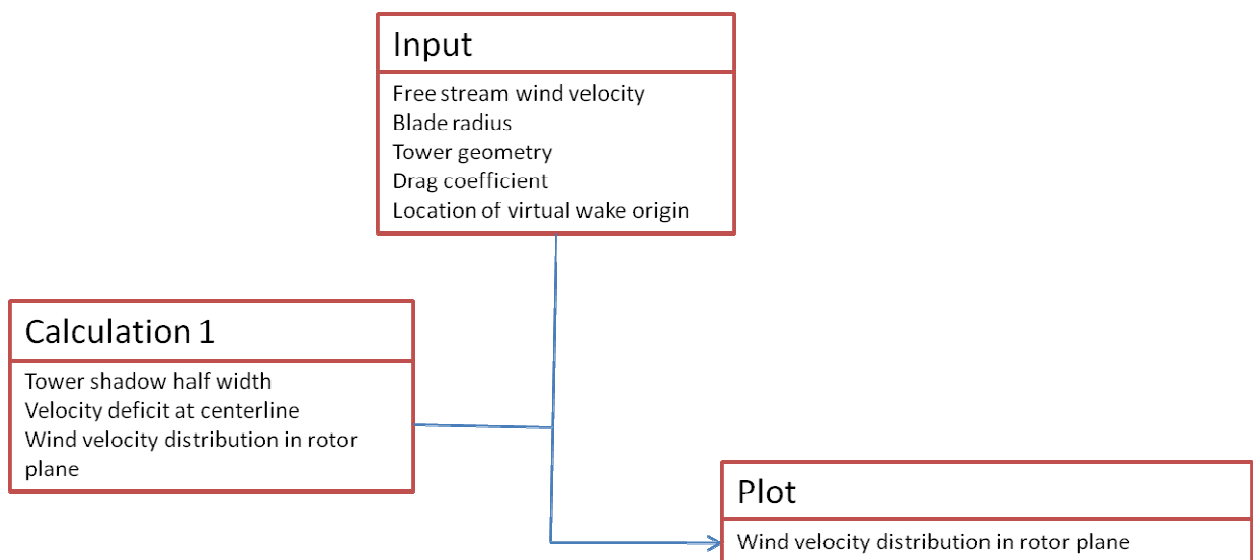 Input
Free stream wind velocity
Blade radius
Tower geometry
Drag coefficient
Location of virtual wake origin
Calculation 1
Tower shadow half width
Velocity deficit at centerline
Wind velocity distribution in rotor
plane
Plot
Wind velocity distribution in rotor plane